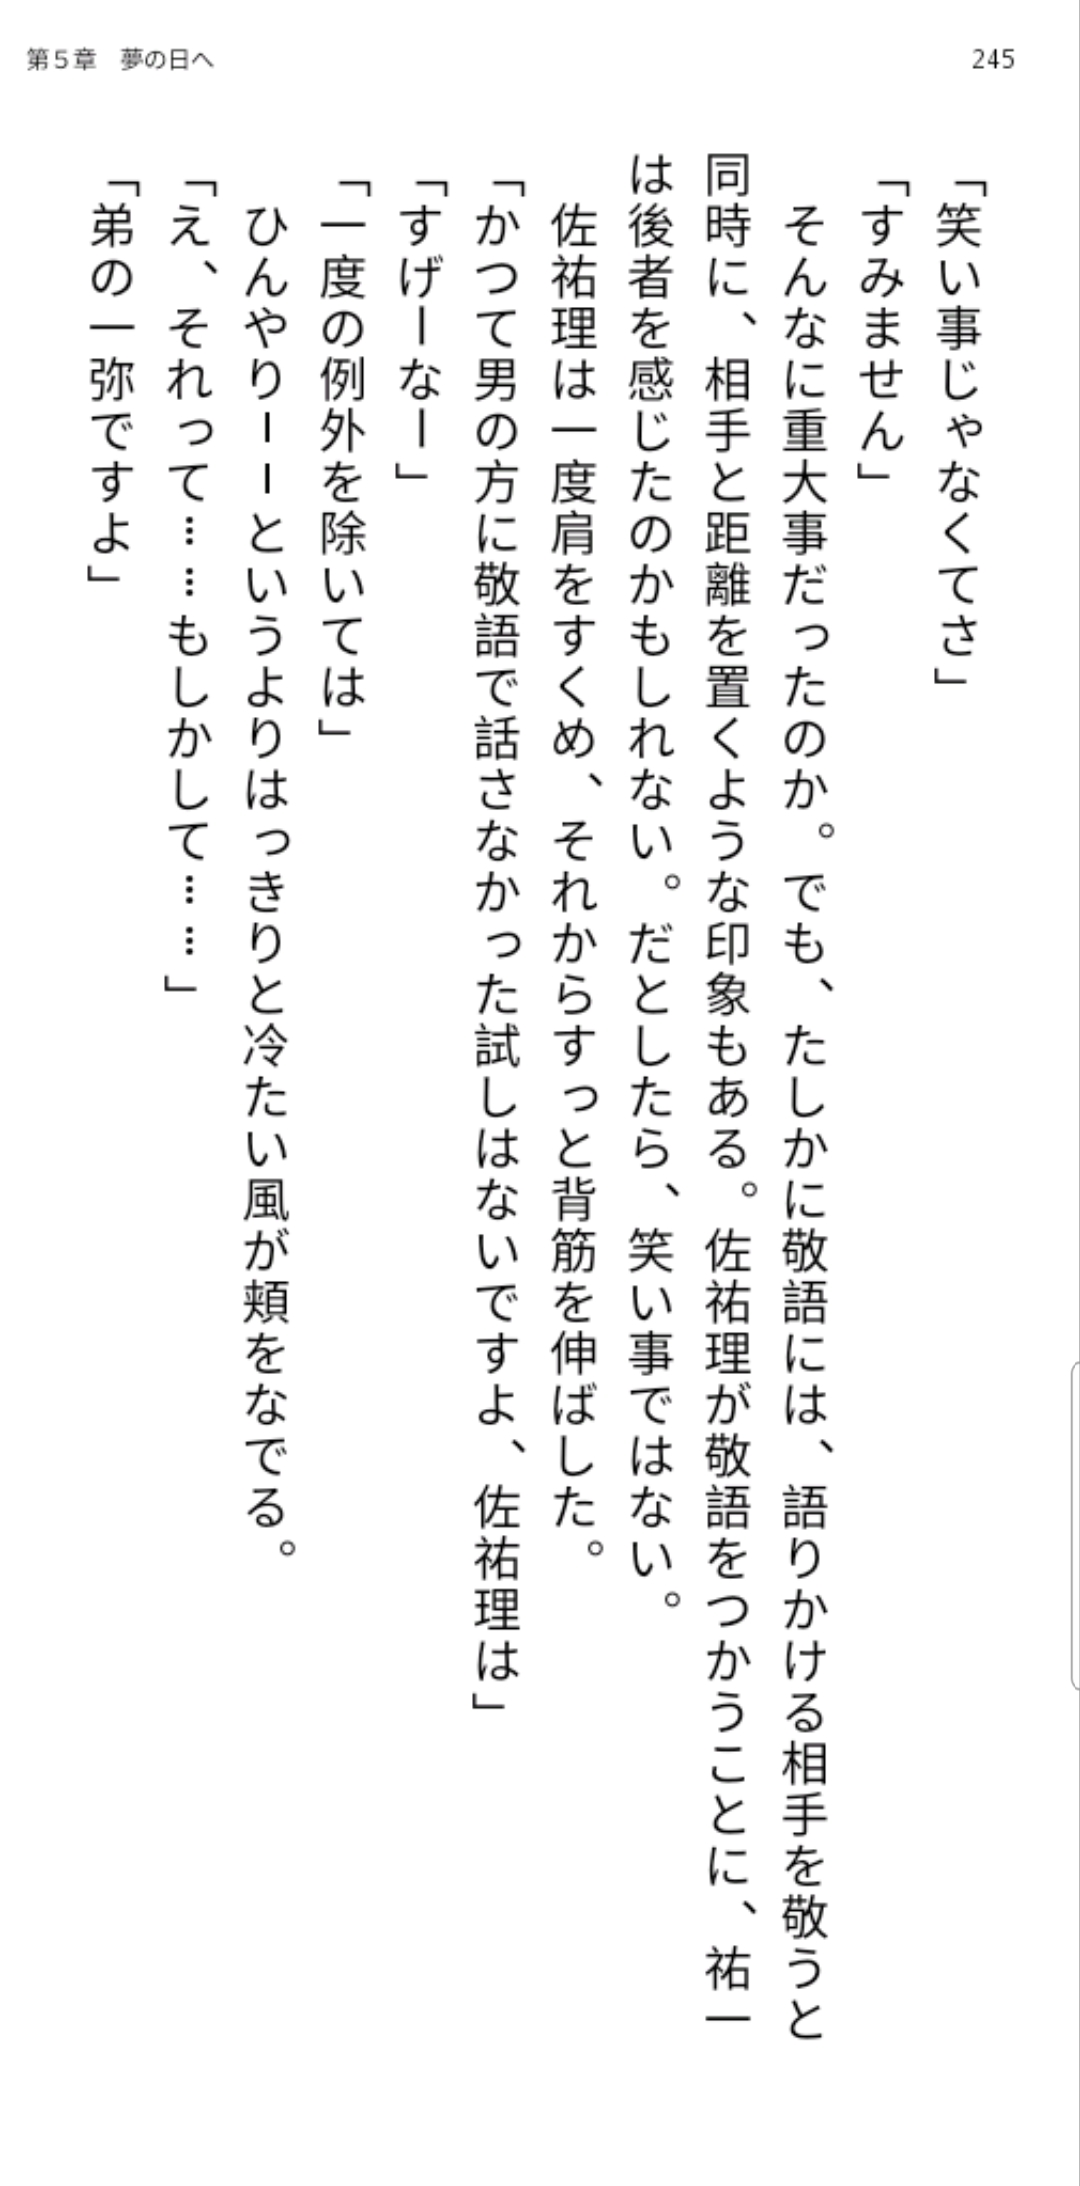 第5章　夢の日へ
245
「笑い事じゃなくてさ」
「すみません」
　そんなに重大事だったのか。でも、たしかに敬語には、語りかける相手を敬うと
同時に、相手と距離を置くような印象もある。佐祐理が敬語をつかうことに、祐一
は後者を感じたのかもしれない。だとしたら、笑い事ではない。
　佐祐理は一度肩をすくめ、それからすっと背筋を伸ばした。
「かつて男の方に敬語で話さなかった試しはないですよ、佐祐理は」
「すげーなー」
「一度の例外を除いては」
　ひんやりーーというよりはっきりと冷たい風が頬をなでる。
「え、それって……もしかして……」
「弟の一弥ですよ」